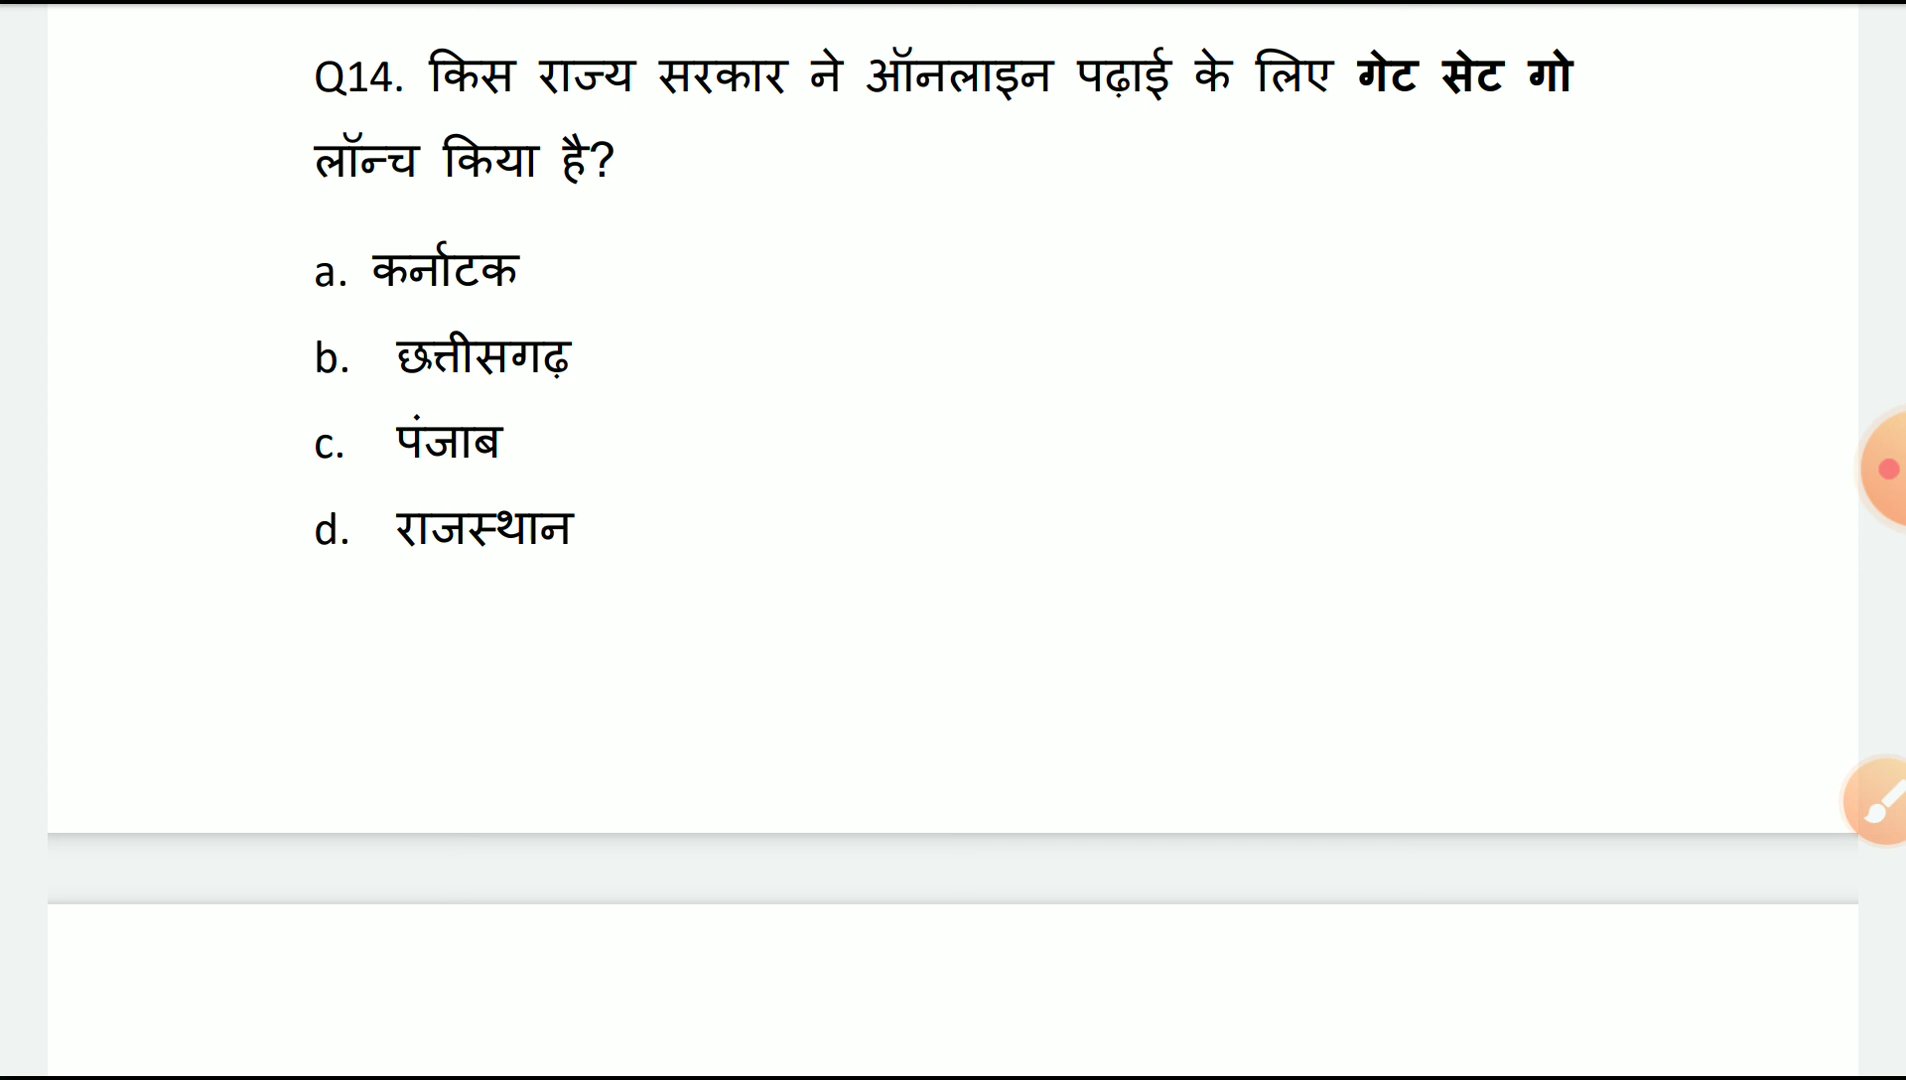 Q14. किस राज्य सरकार ने ऑनलाइन पढ़ाई के लिए गेट सेट गो
लॉन्च किया है?
a. कर्नाटक
b. छत्तीसगढ़
c. पंजाब
d. राजस्थान